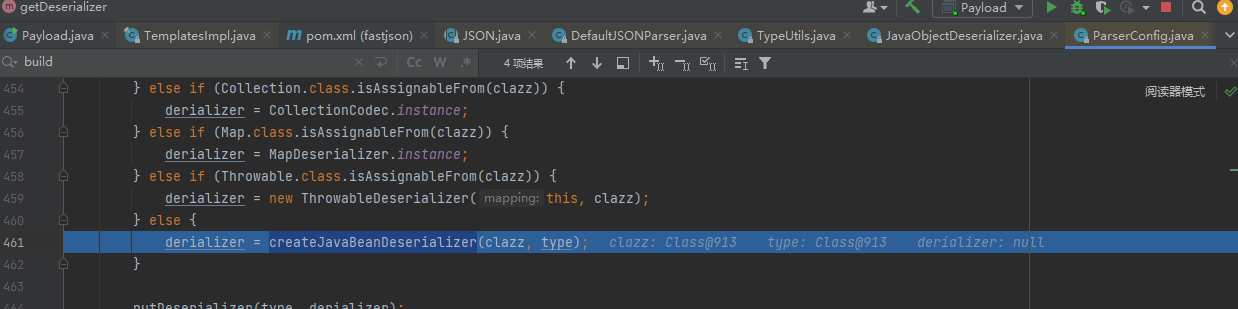 getDeserializer
Payload
Payload.java TemplatesImpl.java pom.xml (fastjson) JSON.java DefaultJSONParser.java TypeUtils.java JavaObjectDeserializer.java ParserConfig.java
build Cc W .* 4 项结果
阅读器模式
454 } else if (Collection.class.isAssignableFrom(clazz)) {
455 derializer = CollectionCodec.instance;
456 } else if (Map.class.isAssignableFrom(clazz)) {
457 derializer = MapDeserializer.instance;
458 } else if (Throwable.class.isAssignableFrom(clazz)) {
459 derializer = new ThrowableDeserializer( mapping: this, clazz);
460 } else {
461 derializer = createJavaBeanDeserializer(clazz, type); clazz: Class@913 type: Class@913 derializer: null
462 }
463
464 putDeserializer(type, derializer);